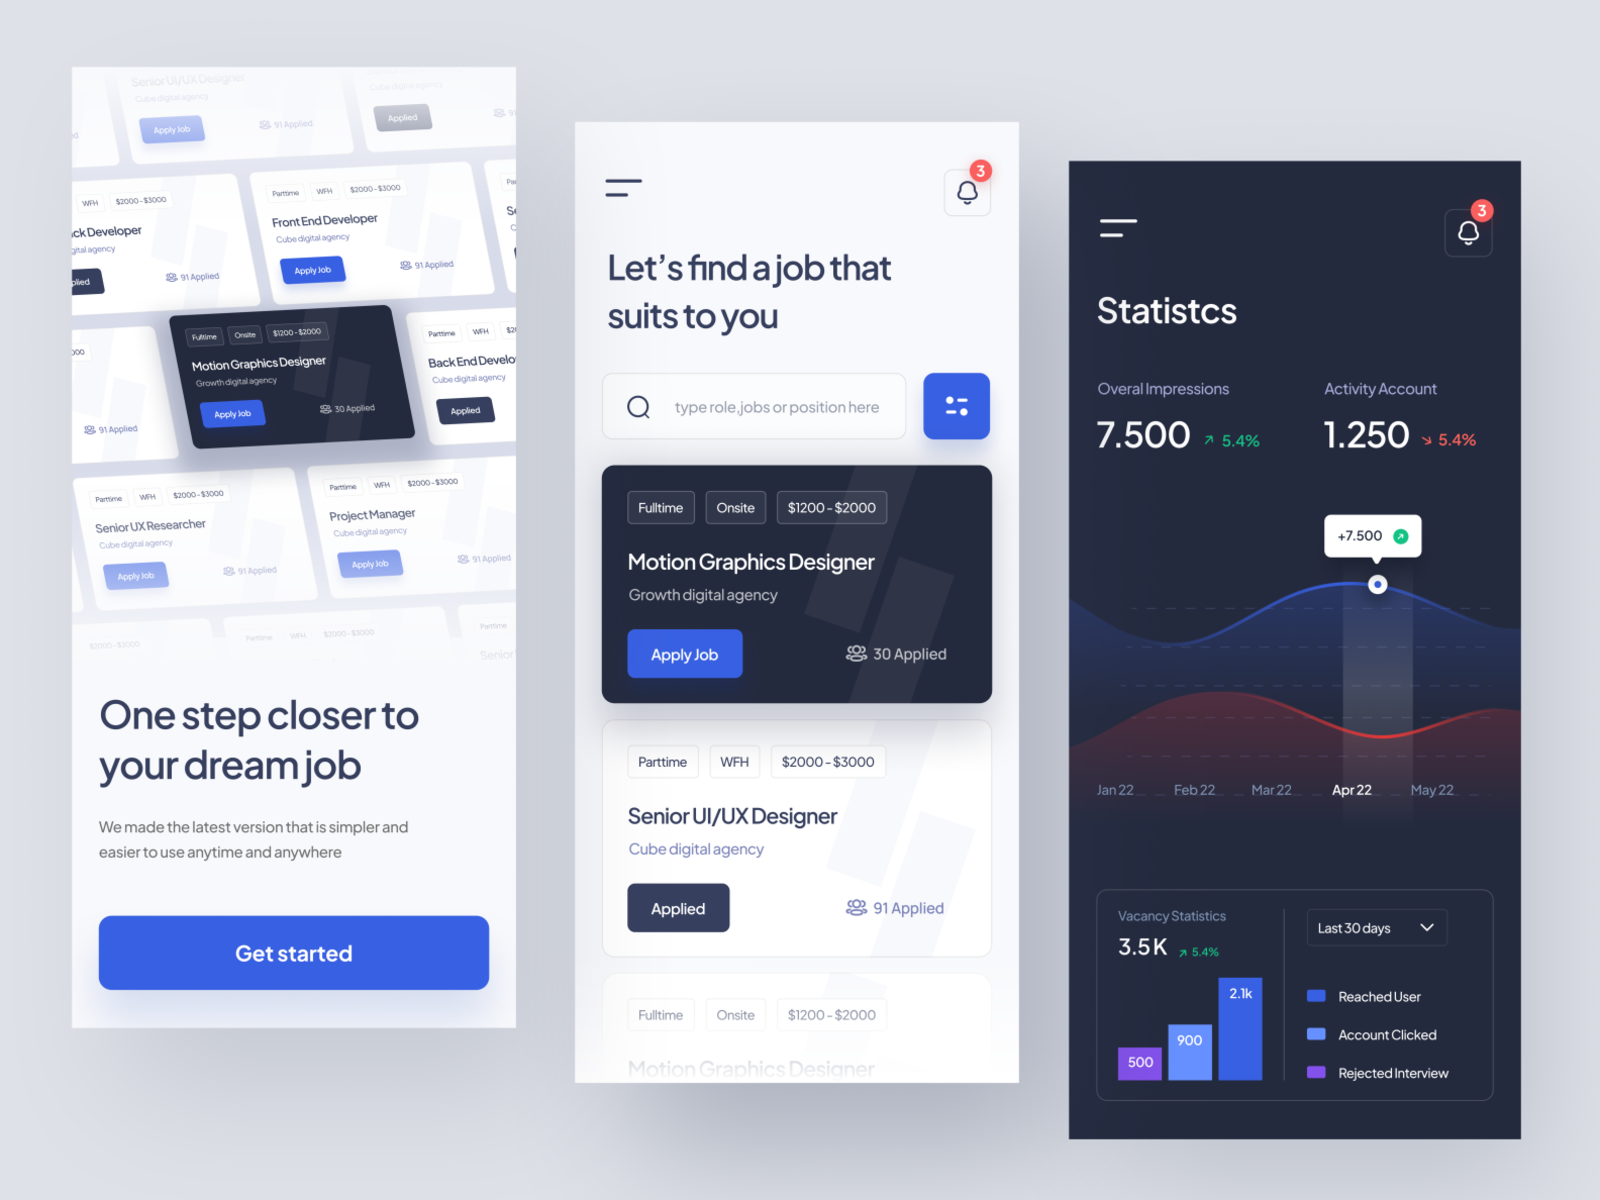 Senior UI/UX Designer
Cube digital agency
Cube digital agency
Apply Job
91 Applied
Applied
WFH
$2000-$3000
Parttime
WFH
$2000-$3000
ck Developer
Front End Developer
gital agency
Cube digital agency
plied
91 Applied
Apply Job
91 Applied
Fulltime
Onsite
$1200-$2000
Parttime
WFH
Motion Graphics Designer
Growth digital agency
Back End Develo
Cube digital agency
Apply Job
30 Applied
Applied
91 Applied
Parttime
WFH
$2000-$3000
Parttime
WFH
$2000-$3000
Senior UX Researcher
Project Manager
Cube digital agency
Cube digital agency
Apply Job
91 Applied
Apply Job
91 Applied
$2000-$3000
Parttime
WFH
$2000-$3000
Parttime
Senior
One step closer to
your dream job
We made the latest version that is simpler and
easier to use anytime and anywhere
Get started
3
Let's find a job that
suits to you
type role,jobs or position here
Fulltime
Onsite
$1200-$2000
Motion Graphics Designer
Growth digital agency
Apply Job
30 Applied
Parttime
WFH
$2000-$3000
Senior UI/UX Designer
Cube digital agency
Applied
91 Applied
Fulltime
Onsite
$1200-$2000
Motion Graphics Designer
3
Statistcs
Overal Impressions
Activity Account
7.500
5.4%
1.250
5.4%
+7.500
Jan 22
Feb 22
Mar 22
Apr 22
May 22
Vacancy Statistics
3.5K
5.4%
Last 30 days
2.1k
900
500
Reached User
Account Clicked
Rejected Interview